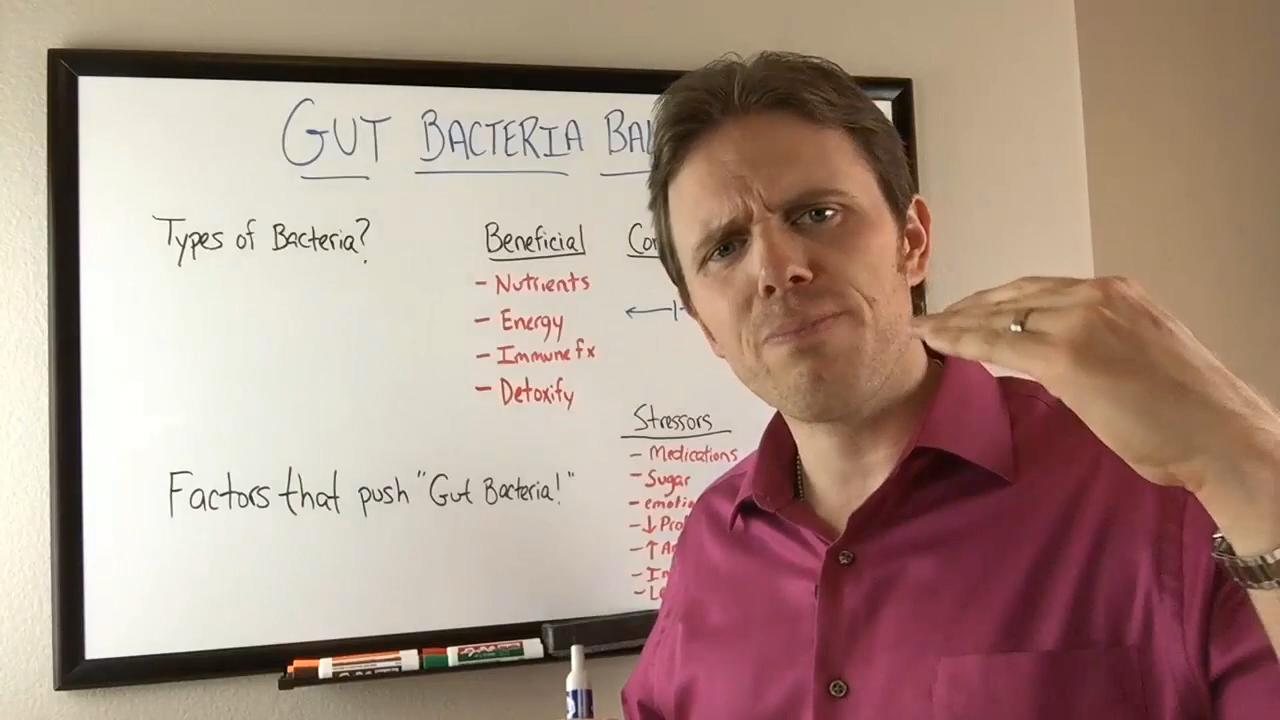 GUT BACTERIA
Types of Bacteria?
Beneficial
- Nutrients
- Energy
- Immune fx
- Detoxify
Stressors
- Medications
- Sugar
Factors that push "Gut Bacteria!"